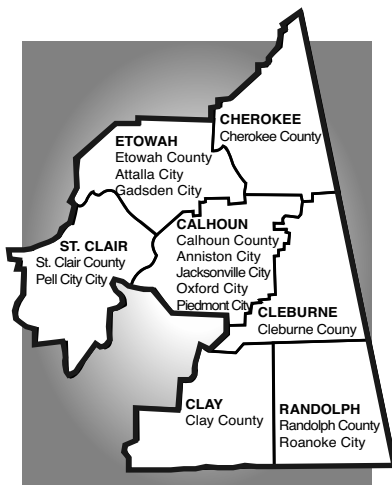 CHEROKEE
Cherokee County
ETOWAH
Etowah County
Attalla City
Gadsden City
CALHOUN
Calhoun County
Anniston City
Jacksonville City
Oxford City
Piedmont City
ST. CLAIR
St. Clair County
Pell City City
CLEBURNE
Cleburne Couny
CLAY
Clay County
RANDOLPH
Randolph County
Roanoke City